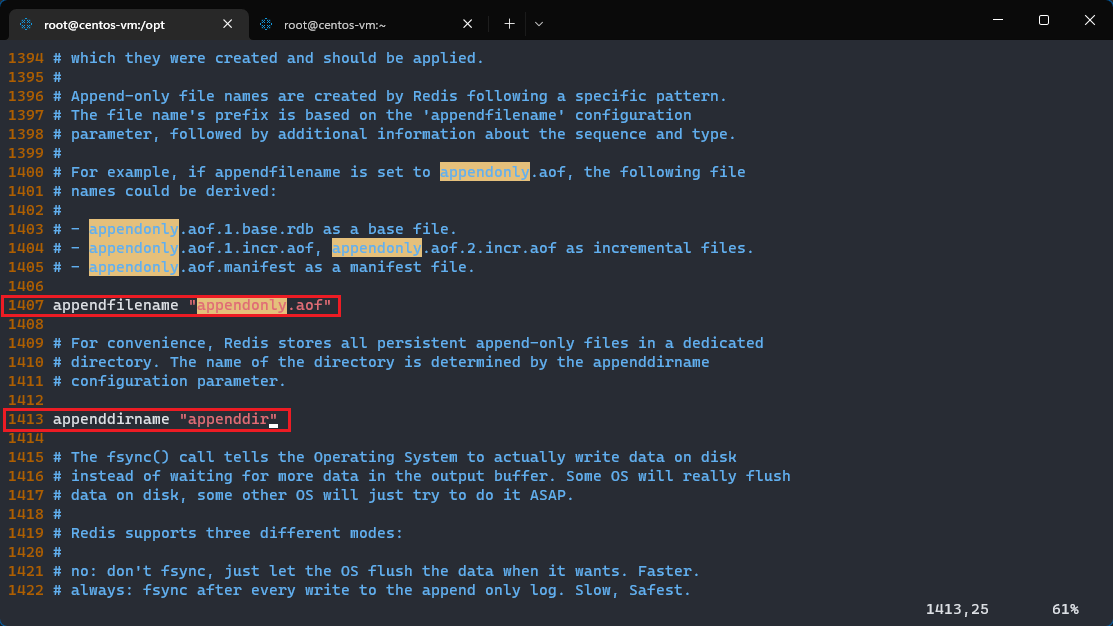 root@centos-vm:/opt
root@centos-vm:~
1394 # which they were created and should be applied.
1395 #
1396 # Append-only file names are created by Redis following a specific pattern.
1397 # The file name's prefix is based on the 'appendfilename' configuration
1398 # parameter, followed by additional information about the sequence and type.
1399 #
1400 # For example, if appendfilename is set to appendonly.aof, the following file
1401 # names could be derived:
1402 #
1403 # - appendonly.aof.1.base.rdb as a base file.
1404 # - appendonly.aof.1.incr.aof, appendonly.aof.2.incr.aof as incremental files.
1405 # - appendonly.aof.manifest as a manifest file.
1406
1407 appendfilename "appendonly.aof"
1408
1409 # For convenience, Redis stores all persistent append-only files in a dedicated
1410 # directory. The name of the directory is determined by the appenddirname
1411 # configuration parameter.
1412
1413 appenddirname "appenddir"
1414
1415 # The fsync() call tells the Operating System to actually write data on disk
1416 # instead of waiting for more data in the output buffer. Some OS will really flush
1417 # data on disk, some other OS will just try to do it ASAP.
1418 #
1419 # Redis supports three different modes:
1420 #
1421 # no: don't fsync, just let the OS flush the data when it wants. Faster.
1422 # always: fsync after every write to the append only log. Slow, Safest.
1413,25 61%